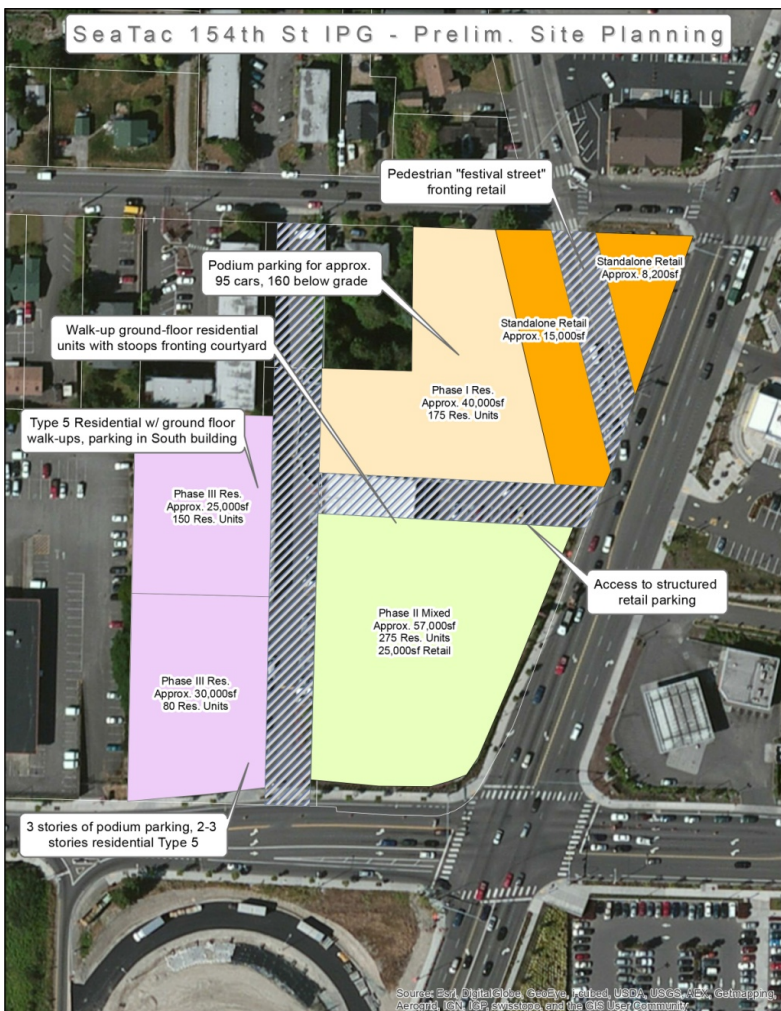 SeaTac 154th St IPG - Prelim. Site Planning
Pedestrian "festival street"
fronting retail
Podium parking for approx.
95 cars, 160 below grade
Standalone Retail
Approx. 8,200sf
Walk-up ground-floor residential
units with stoops fronting courtyard
Standalone Retail
Approx. 15,000sf
Phase I Res.
Approx. 40,000sf
175 Res. Units
Type 5 Residential w/ ground floor
walk-ups, parking in South building
Phase III Res.
Approx. 25,000sf
150 Res. Units
Access to structured
retail parking
Phase II Mixed
Approx. 57,000sf
275 Res. Units
25,000sf Retail
Phase III Res.
Approx. 30,000sf
80 Res. Units
3 stories of podium parking, 2-3
stories residential Type 5
Source: Esri, DigitalGlobe, GeoEye, i-cubed, USDA, USGS, AEX, Getmapping,
Aerogrid, IGN, IGP, swisstopo, and the GIS User Community